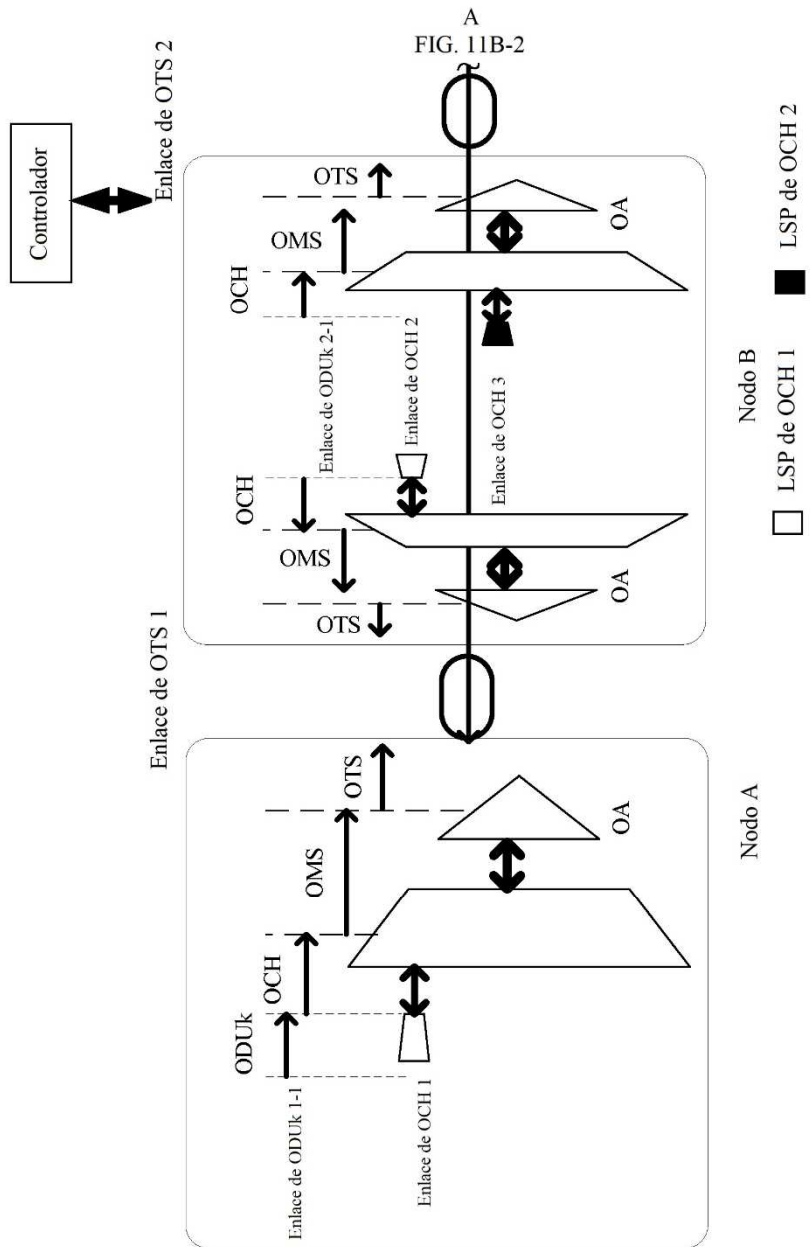 A
FIG. 11B-2
Controlador
Enlace de OTS 2
Enlace de OTS 1
OTS
OMS
OCH
Enlace de ODUk 2-1
Enlace de OCH 2
Enlace de OCH 3
OA
OCH
OMS
OTS
OA
Nodo B
OTS
OMS
OCH
ODUk
Enlace de ODUk 1-1
Enlace de OCH 1
OA
Nodo A
LSP de OCH 1
LSP de OCH 2